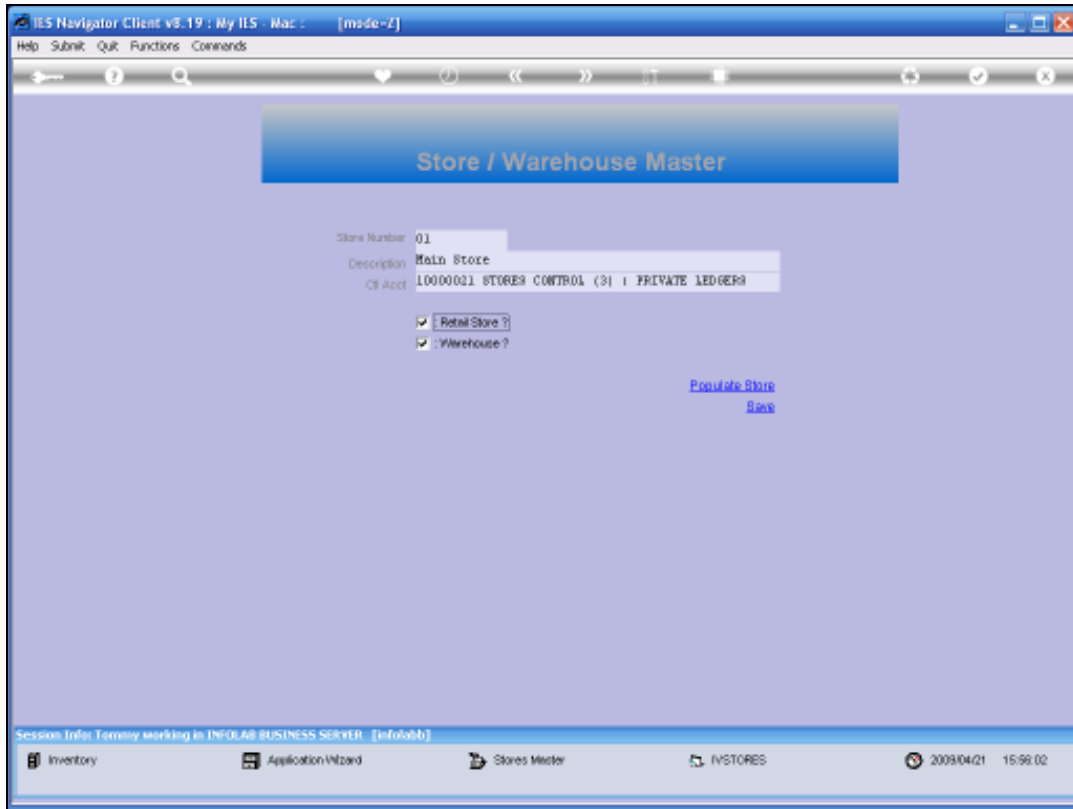 IES Navigator Client v8.19 : My IES - Mac : [mode=Z]
Help Submit Quit Functions Commands
Store / Warehouse Master
Store Number 01
Description Main Store
Ctl Acct 10000021 STORES CONTROL (3) : PRIVATE LEDGERS
: Retail Store ?
: Warehouse ?
Populate Store
Save
Session Info: Tommy working in INFOLAB BUSINESS SERVER [infolabb]
Inventory Application Wizard Stores Master IVSTORES 2009/04/21 15:56:02